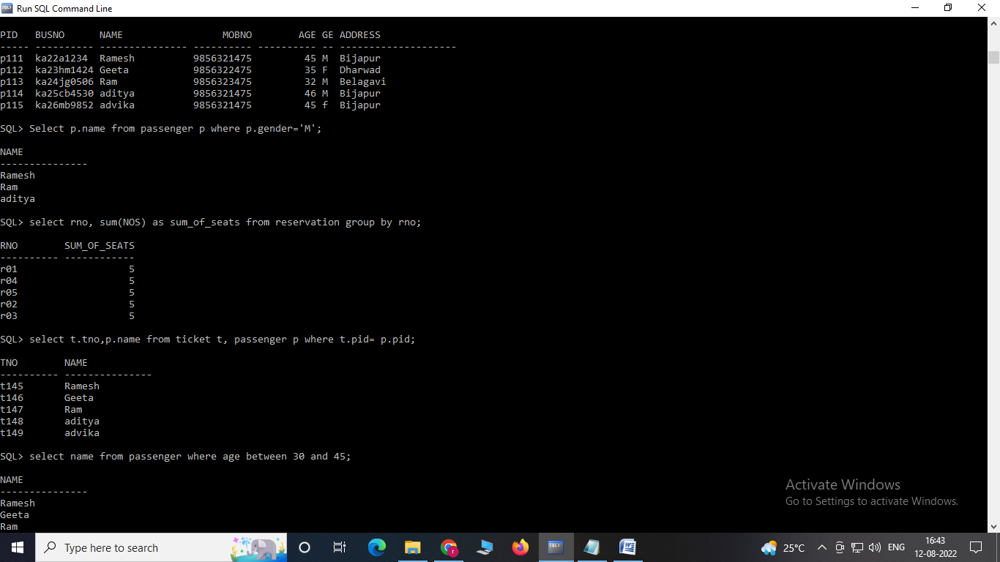 Run SQL Command Line
PID   BUSNO      NAME                 MOBNO        AGE GE ADDRESS
----- ---------- --------------- ---------- ---------- -- --------------------
p111  ka22a1234  Ramesh          9856321475         45 M  Bijapur
p112  ka23hm1424 Geeta           9856322475         35 F  Dharwad
p113  ka24jg0506 Ram             9856323475         32 M  Belagavi
p114  ka25cb4530 aditya          9856321475         46 M  Bijapur
p115  ka26mb9852 advika          9856321475         45 f  Bijapur
SQL> Select p.name from passenger p where p.gender='M';
NAME
---------------
Ramesh
Ram
aditya
SQL> select rno, sum(NOS) as sum_of_seats from reservation group by rno;
RNO        SUM_OF_SEATS
---------- ------------
r01                   5
r04                   5
r05                   5
r02                   5
r03                   5
SQL> select t.tno,p.name from ticket t, passenger p where t.pid= p.pid;
TNO        NAME
---------- ---------------
t145       Ramesh
t146       Geeta
t147       Ram
t148       aditya
t149       advika
SQL> select name from passenger where age between 30 and 45;
NAME
---------------
Ramesh
Geeta
Ram
Activate Windows
Go to Settings to activate Windows.
Type here to search
25°C
ENG
16:43
12-08-2022